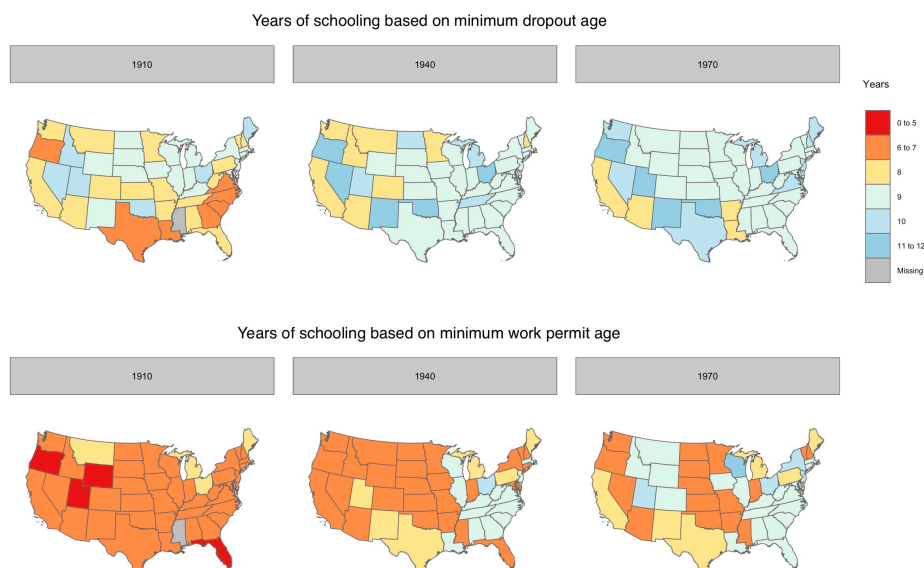 Years of schooling based on minimum dropout age
1910
1940
1970
Years
0 to 5
6 to 7
8
9
10
11 to 12
Missing
Years of schooling based on minimum work permit age
1910
1940
1970